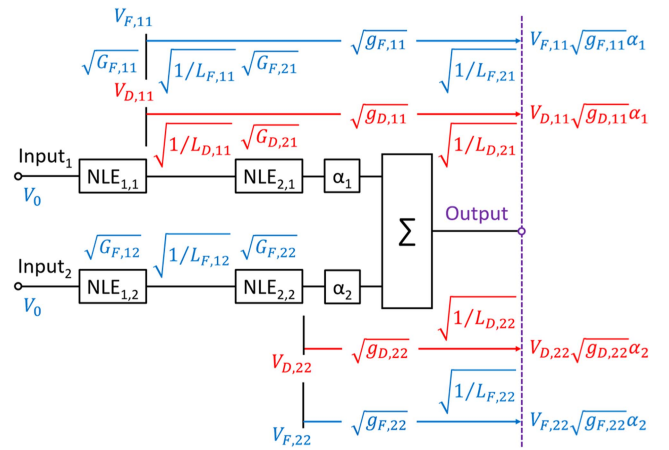 V_{F,11}
√g_{F,11} V_{F,11}√g_{F,11}α_1
√G_{F,11} √1/L_{F,11} √G_{F,21} √1/L_{F,21}
V_{D,11}
√g_{D,11} V_{D,11}√g_{D,11}α_1
√1/L_{D,11} √G_{D,21} √1/L_{D,21}
Input_1
NLE_{1,1} NLE_{2,1} α_1
V_0
Output
Σ
√G_{F,12} √1/L_{F,12} √G_{F,22}
Input_2
NLE_{1,2} NLE_{2,2} α_2
V_0
√1/L_{D,22}
V_{D,22} √g_{D,22} V_{D,22}√g_{D,22}α_2
√1/L_{F,22}
V_{F,22} √g_{F,22} V_{F,22}√g_{F,22}α_2